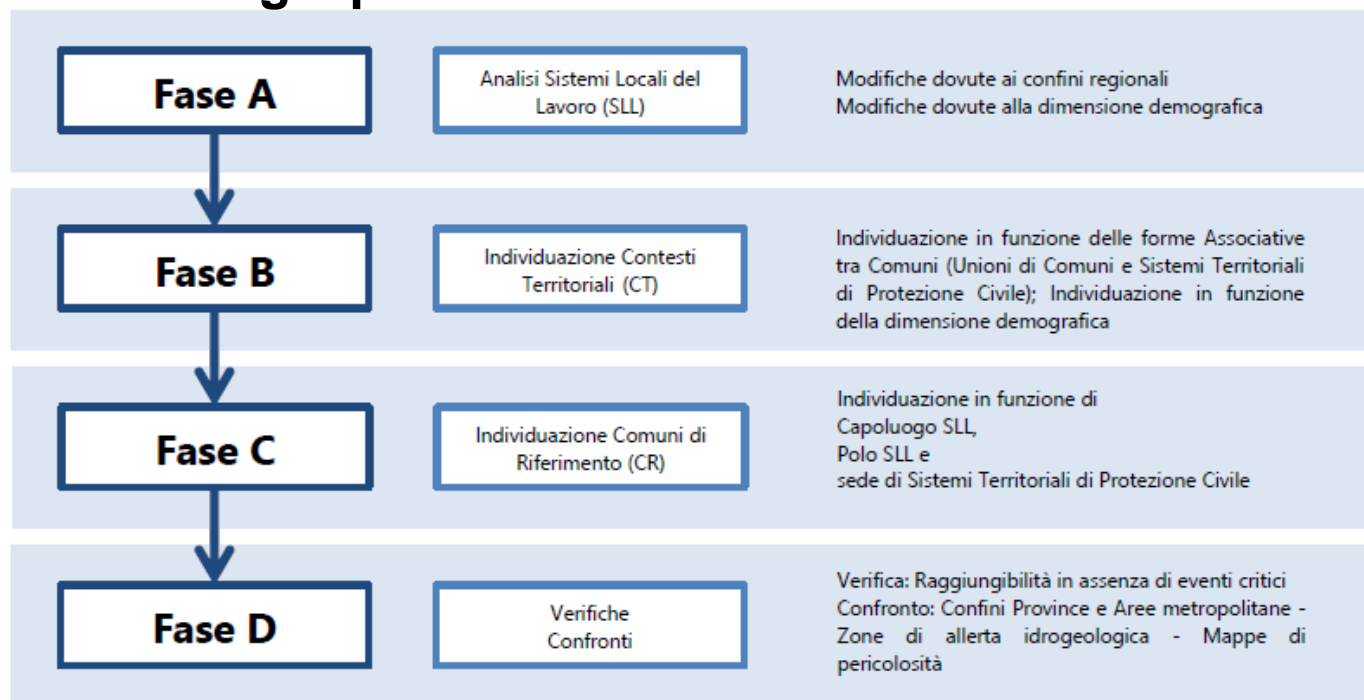 Fase A
Analisi Sistemi Locali del
Lavoro (SLL)
Modifiche dovute ai confini regionali
Modifiche dovute alla dimensione demografica
Fase B
Individuazione Contesti
Territoriali (CT)
Individuazione in funzione delle forme Associative
tra Comuni (Unioni di Comuni e Sistemi Territoriali
di Protezione Civile); Individuazione in funzione
della dimensione demografica
Fase C
Individuazione Comuni di
Riferimento (CR)
Individuazione in funzione di
Capoluogo SLL,
Polo SLL e
sede di Sistemi Territoriali di Protezione Civile
Fase D
Verifiche
Confronti
Verifica: Raggiungibilità in assenza di eventi critici
Confronto: Confini Province e Aree metropolitane -
Zone di allerta idrogeologica - Mappe di
pericolosità